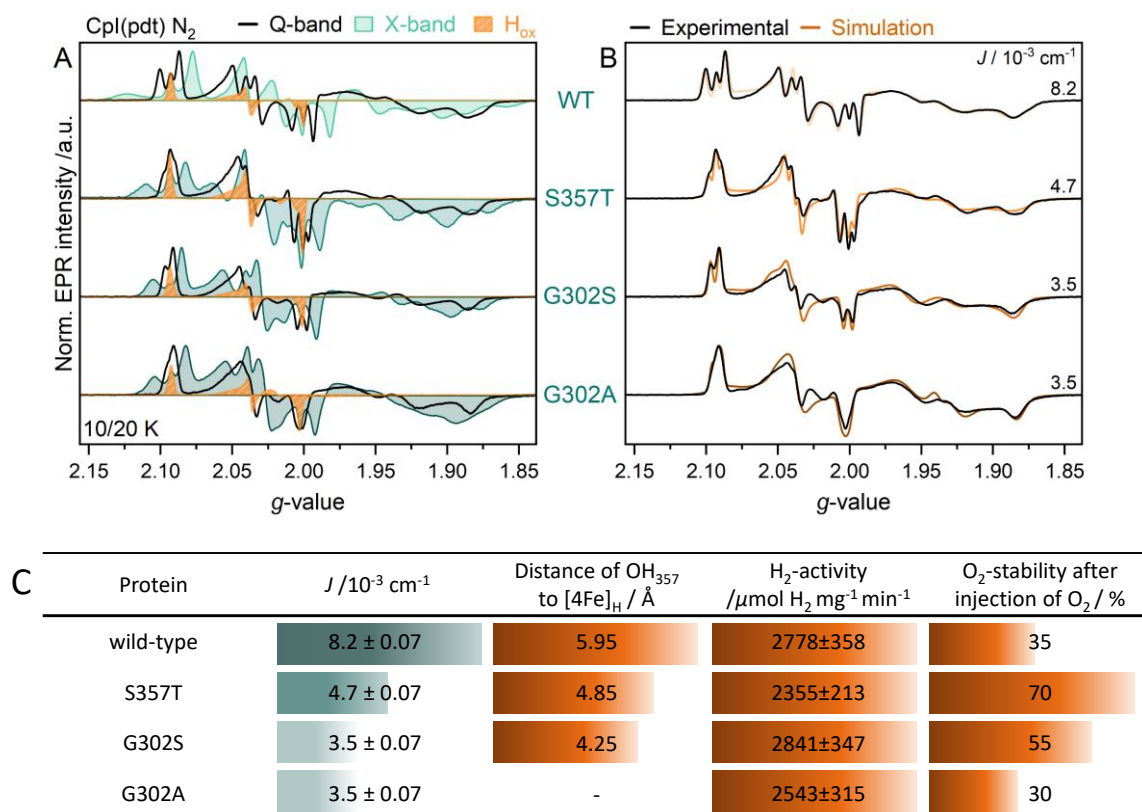 CpI(pdt) N₂
Q-band
X-band
Hₒₓ
A
Norm. EPR intensity /a.u.
10/20 K
2.15 2.10 2.05 2.00 1.95 1.90 1.85
g-value
WT
S357T
G302S
G302A
Experimental
Simulation
B
J / 10⁻³ cm⁻¹
8.2
4.7
3.5
3.5
2.15 2.10 2.05 2.00 1.95 1.90 1.85
g-value
C
Protein
J /10⁻³ cm⁻¹
Distance of OH₃₅₇
to [4Fe]H / Å
H₂-activity
/μmol H₂ mg⁻¹ min⁻¹
O₂-stability after
injection of O₂ / %
wild-type 8.2 ± 0.07 5.95 2778±358 35
S357T 4.7 ± 0.07 4.85 2355±213 70
G302S 3.5 ± 0.07 4.25 2841±347 55
G302A 3.5 ± 0.07 - 2543±315 30